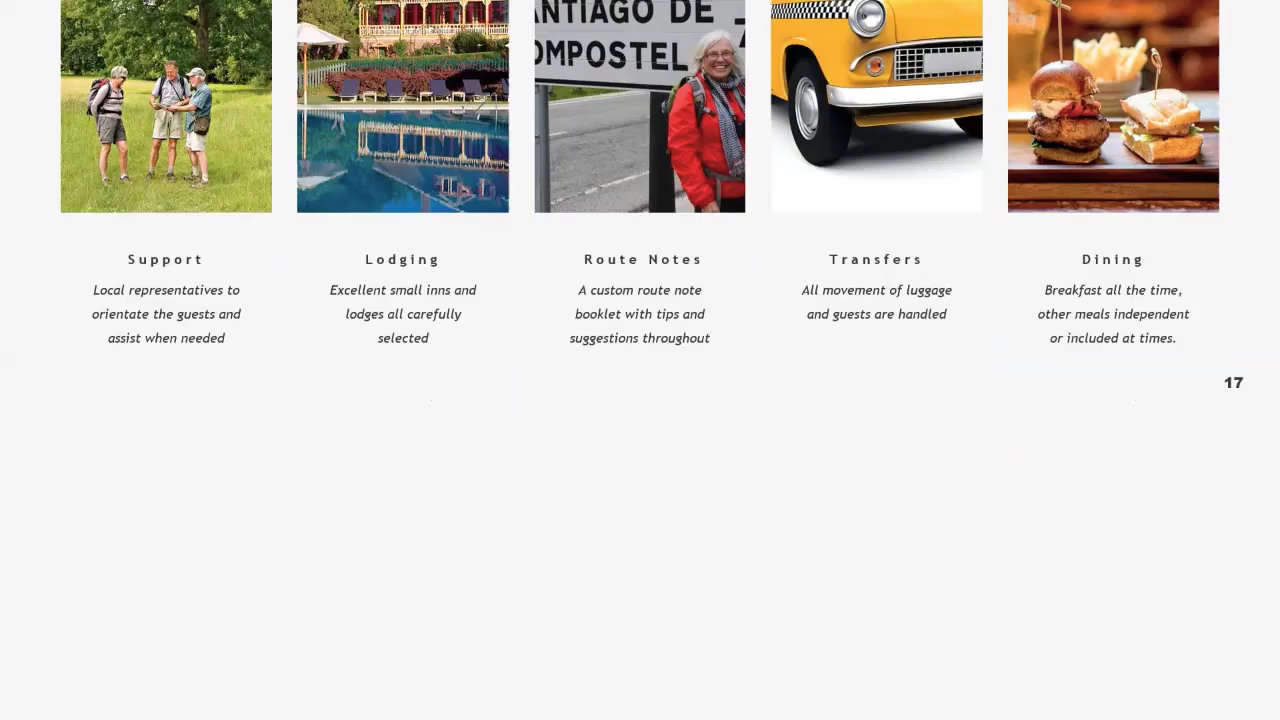 ANTIAGO DE
OMPOSTEL
Support
Local representatives to
orientate the guests and
assist when needed
Lodging
Excellent small inns and
lodges all carefully
selected
Route Notes
A custom route note
booklet with tips and
suggestions throughout
Transfers
All movement of luggage
and guests are handled
Dining
Breakfast all the time,
other meals independent
or included at times.
17